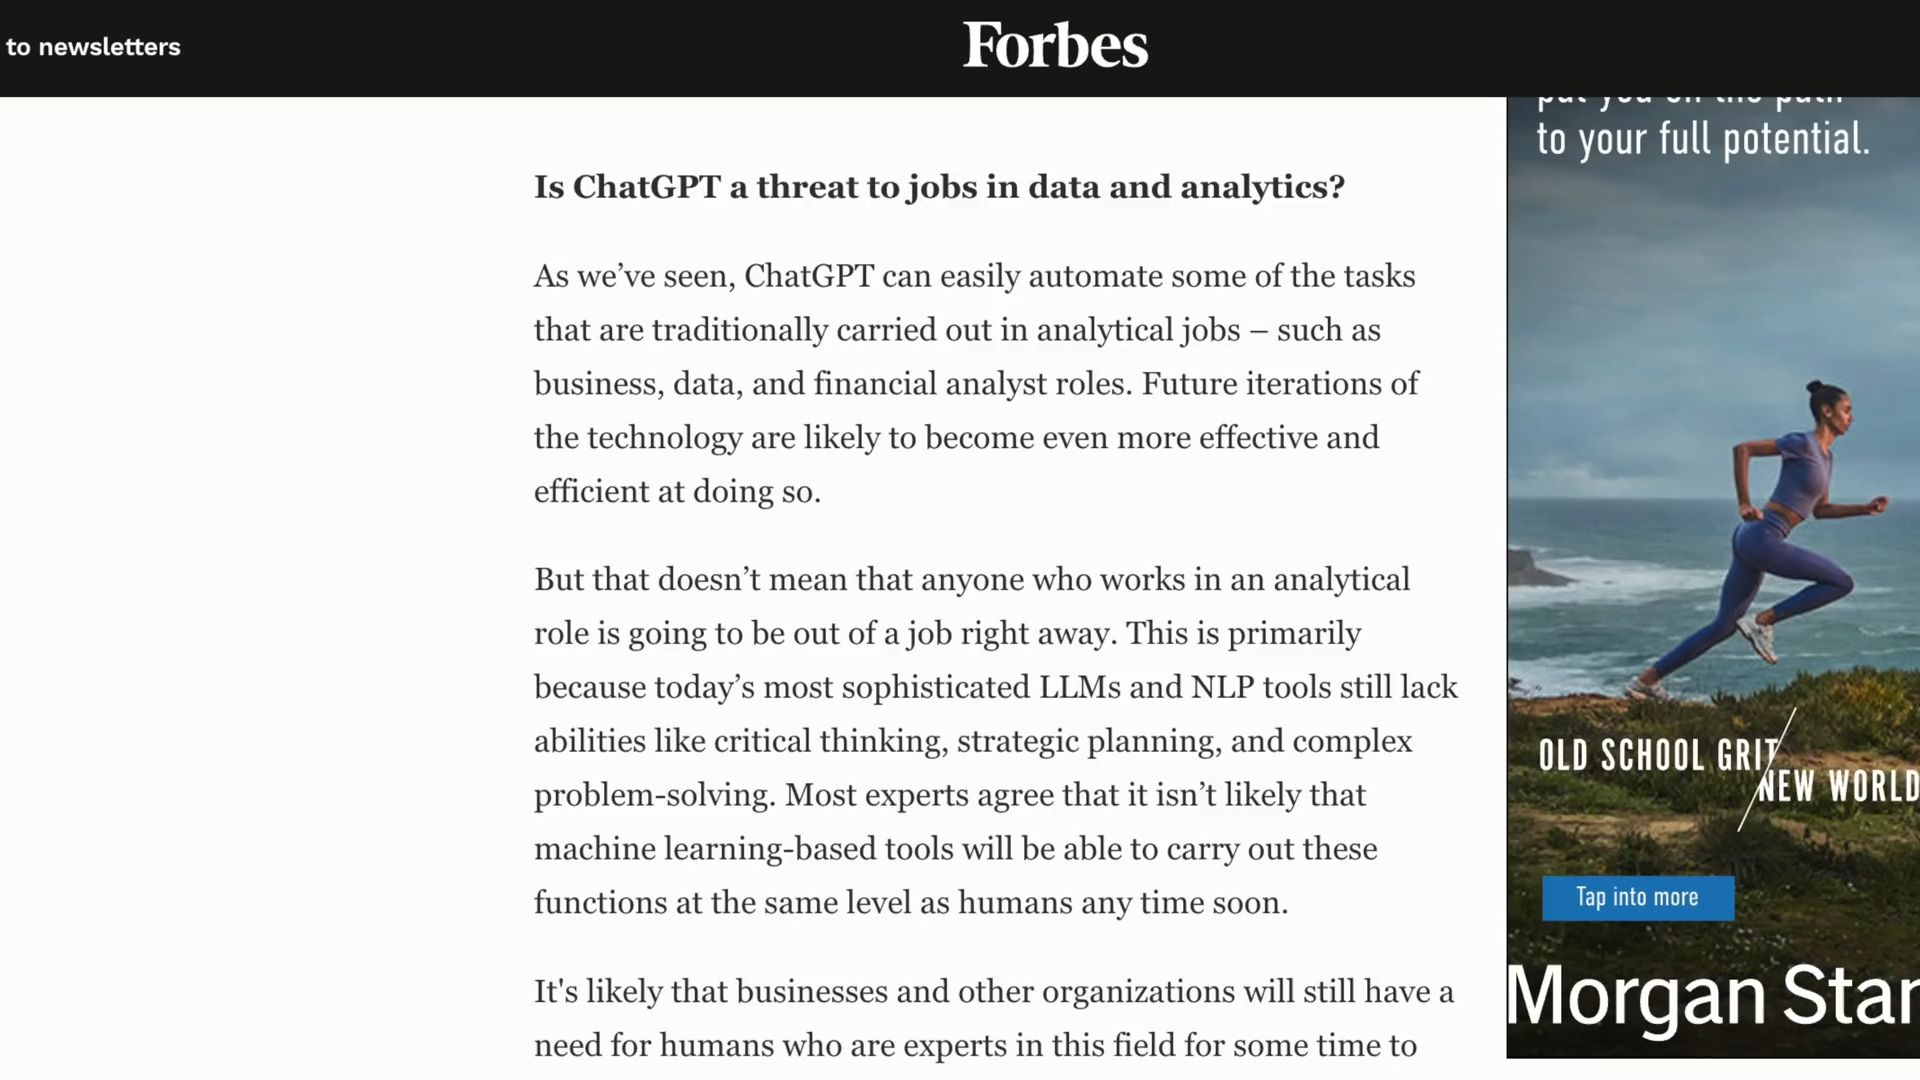 to newsletters
Forbes
Is ChatGPT a threat to jobs in data and analytics?
As we’ve seen, ChatGPT can easily automate some of the tasks
that are traditionally carried out in analytical jobs – such as
business, data, and financial analyst roles. Future iterations of
the technology are likely to become even more effective and
efficient at doing so.
But that doesn’t mean that anyone who works in an analytical
role is going to be out of a job right away. This is primarily
because today’s most sophisticated LLMs and NLP tools still lack
abilities like critical thinking, strategic planning, and complex
problem-solving. Most experts agree that it isn’t likely that
machine learning-based tools will be able to carry out these
functions at the same level as humans any time soon.
It's likely that businesses and other organizations will still have a
need for humans who are experts in this field for some time to
put you on the path
to your full potential.
OLD SCHOOL GRIT
NEW WORLD
Tap into more
Morgan Stan